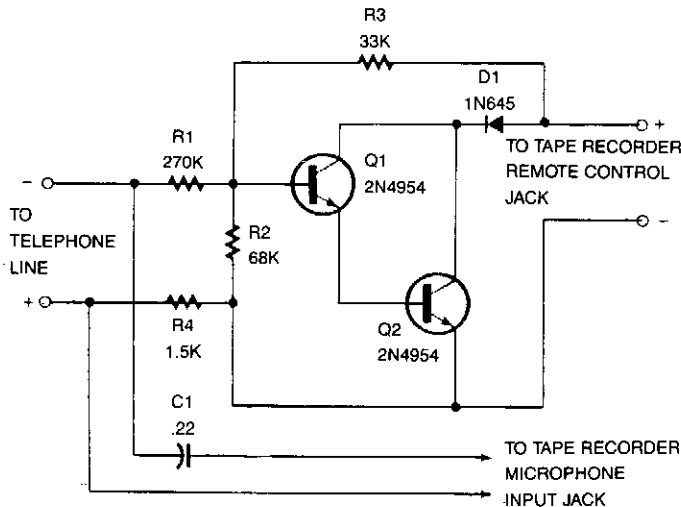 R3
33K
D1
1N645
+
TO TAPE RECORDER
REMOTE CONTROL
JACK
-
R1
270K
Q1
2N4954
-
TO
TELEPHONE
LINE
+
R2
68K
R4
1.5K
Q2
2N4954
C1
.22
TO TAPE RECORDER
MICROPHONE
INPUT JACK